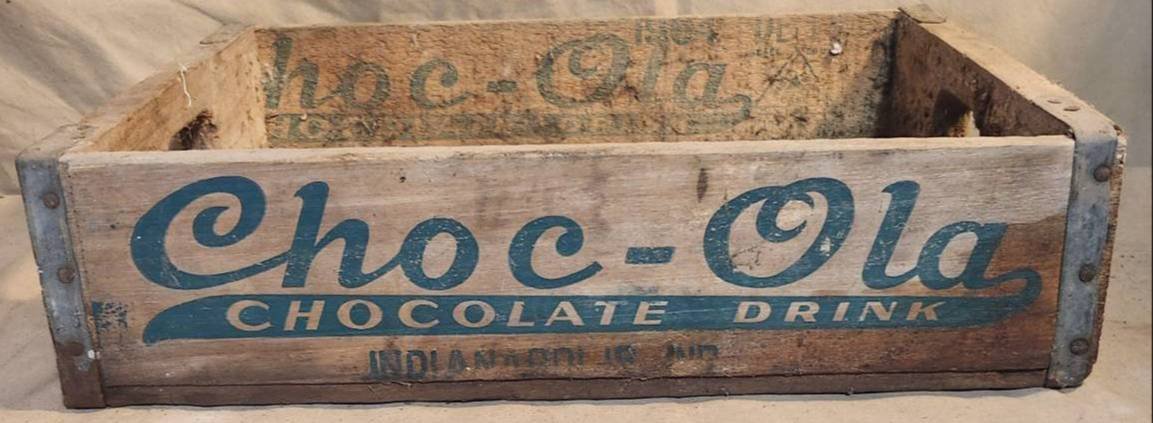 Choc-Ola
Choc-Ola
CHOCOLATE DRINK
INDIANAPOLIS, IND.